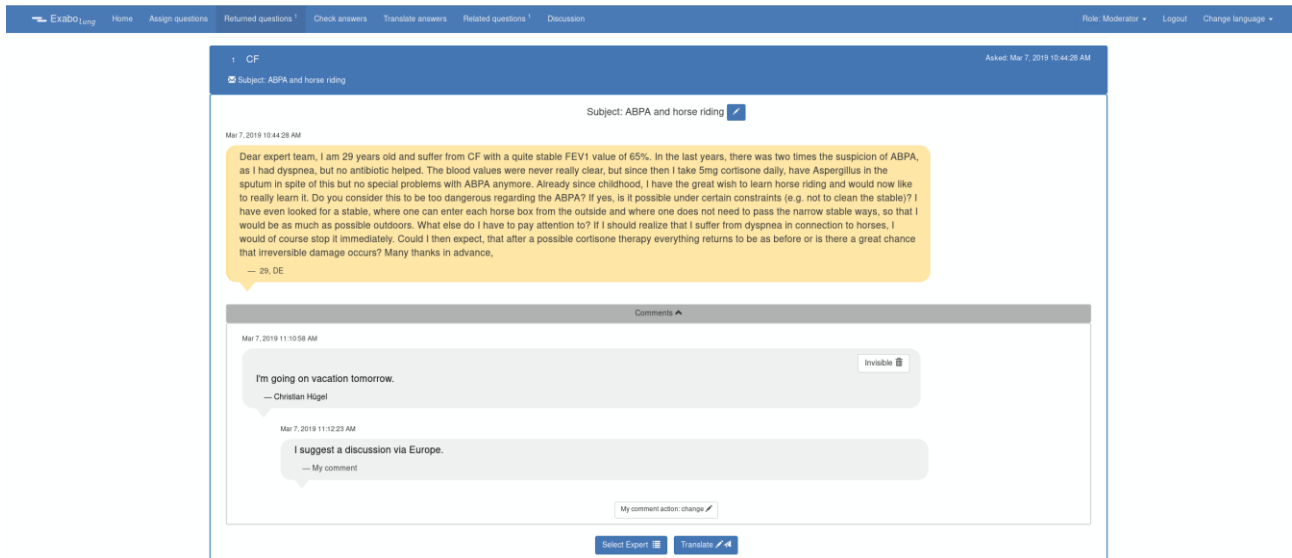 Exabo Lung Home Assign questions Returned questions 1 Check answers Translate answers Related questions 1 Discussion Role: Moderator Logout Change language
1 CF Asked: Mar 7, 2019 10:44:28 AM
Subject: ABPA and horse riding
Subject: ABPA and horse riding
Mar 7, 2019 10:44:28 AM
Dear expert team, I am 29 years old and suffer from CF with a quite stable FEV1 value of 65%. In the last years, there was two times the suspicion of ABPA,
as I had dyspnea, but no antibiotic helped. The blood values were never really clear, but since then I take 5mg cortisone daily, have Aspergillus in the
sputum in spite of this but no special problems with ABPA anymore. Already since childhood, I have the great wish to learn horse riding and would now like
to really learn it. Do you consider this to be too dangerous regarding the ABPA? If yes, is it possible under certain constraints (e.g. not to clean the stable)? I
have even looked for a stable, where one can enter each horse box from the outside and where one does not need to pass the narrow stable ways, so that I
would be as much as possible outdoors. What else do I have to pay attention to? If I should realize that I suffer from dyspnea in connection to horses, I
would of course stop it immediately. Could I then expect, that after a possible cortisone therapy everything returns to be as before or is there a great chance
that irreversible damage occurs? Many thanks in advance,
— 29, DE
Comments
Mar 7, 2019 11:10:58 AM
Invisible
I'm going on vacation tomorrow.
— Christian Hügel
Mar 7, 2019 11:12:23 AM
I suggest a discussion via Europe.
— My comment
My comment action: change
Select Expert Translate